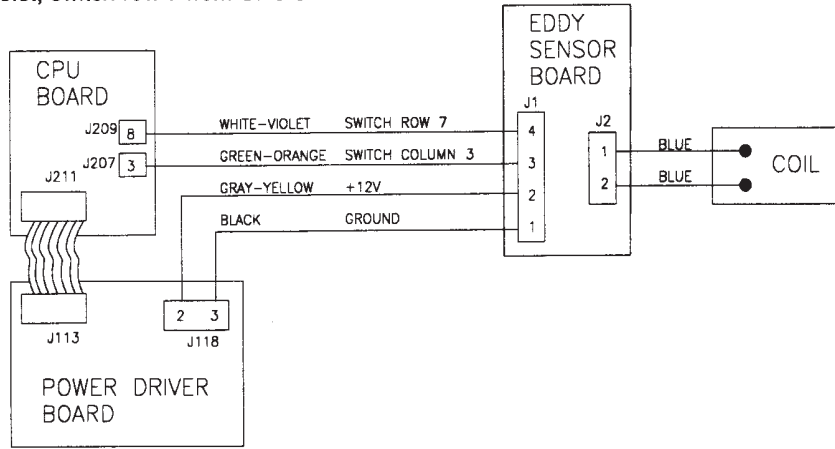 EDDY
SENSOR
BOARD
CPU
BOARD
J1
J2
J209 8
WHITE-VIOLET SWITCH ROW 7
4
J207 3
GREEN-ORANGE SWITCH COLUMN 3
3
1
BLUE
COIL
J211
GRAY-YELLOW +12V
2
2
BLUE
BLACK GROUND
1
2 3
J113
J118
POWER DRIVER
BOARD